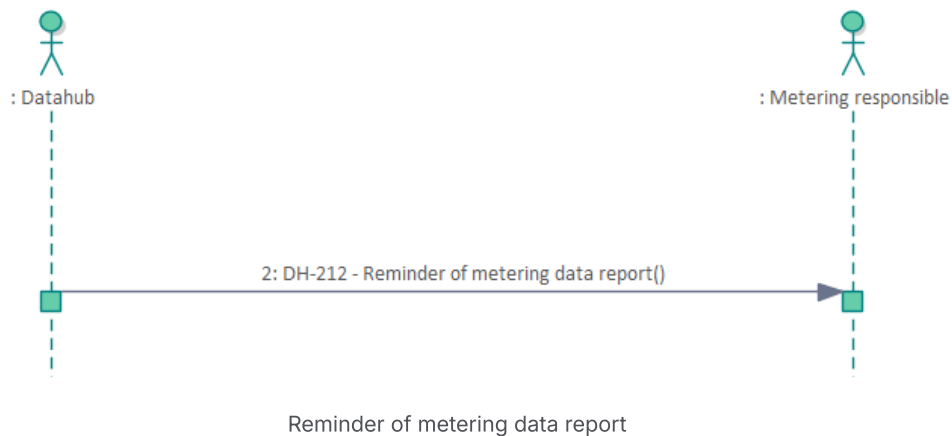 : Datahub
: Metering responsible
2: DH-212 - Reminder of metering data report()
Reminder of metering data report